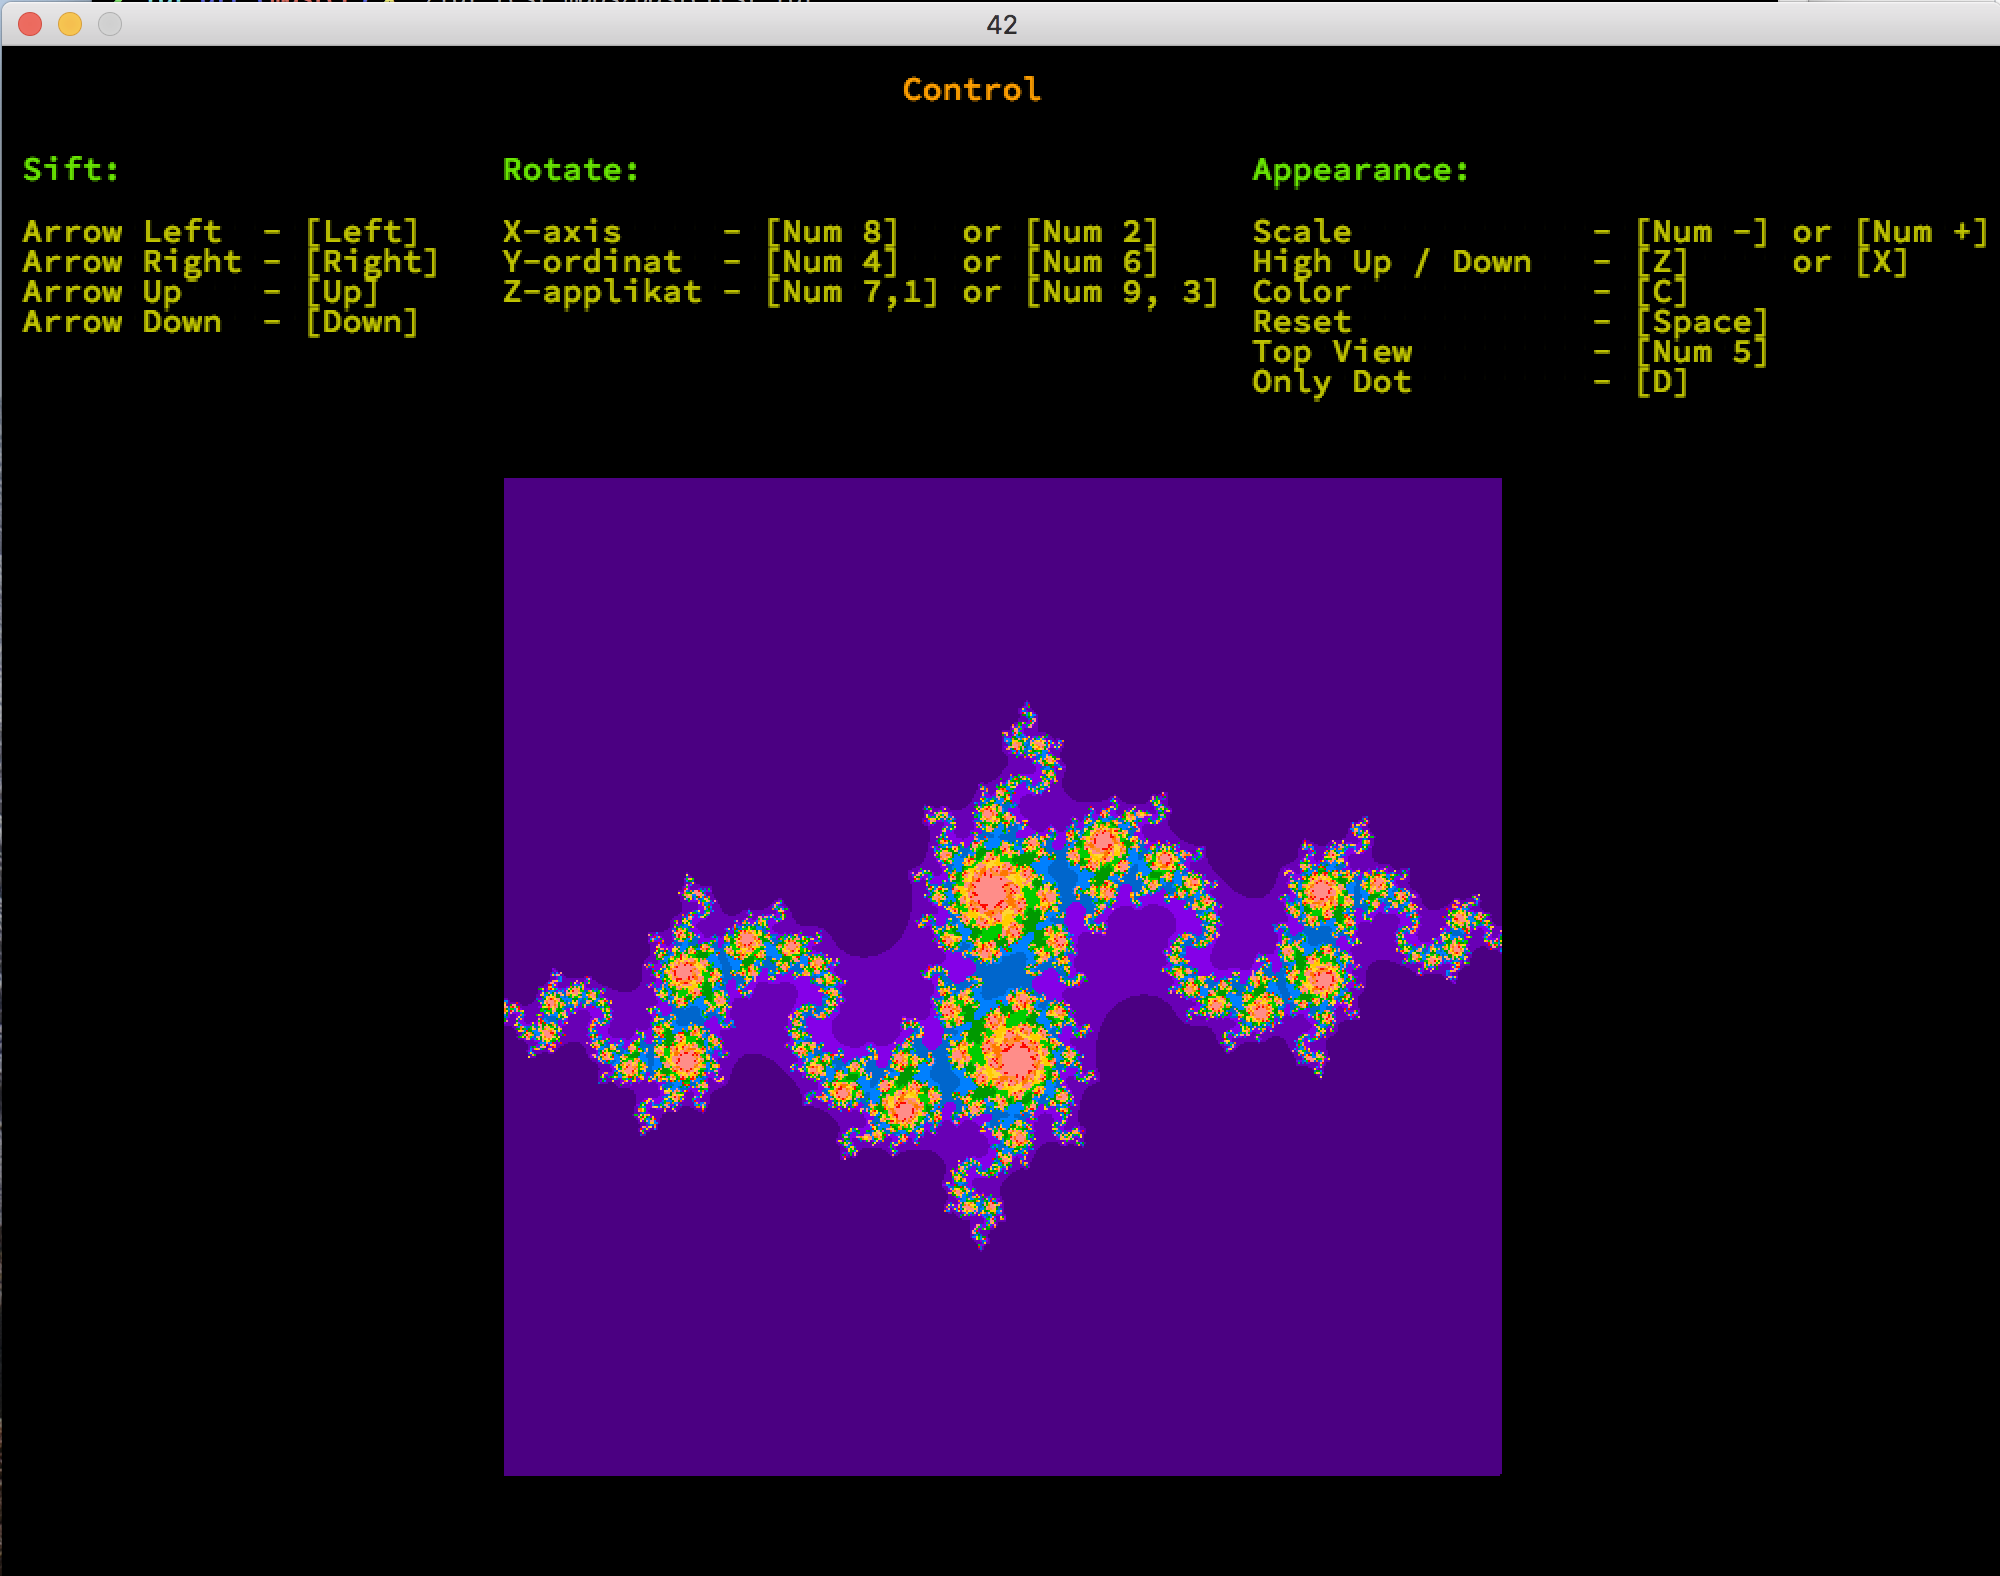 42
Control
Sift:
Arrow Left - [Left]
Arrow Right - [Right]
Arrow Up - [Up]
Arrow Down - [Down]
Rotate:
X-axis - [Num 8] or [Num 2]
Y-ordinat - [Num 4] or [Num 6]
Z-applikat - [Num 7,1] or [Num 9, 3]
Appearance:
Scale - [Num -] or [Num +]
High Up / Down - [Z] or [X]
Color - [C]
Reset - [Space]
Top View - [Num 5]
Only Dot - [D]